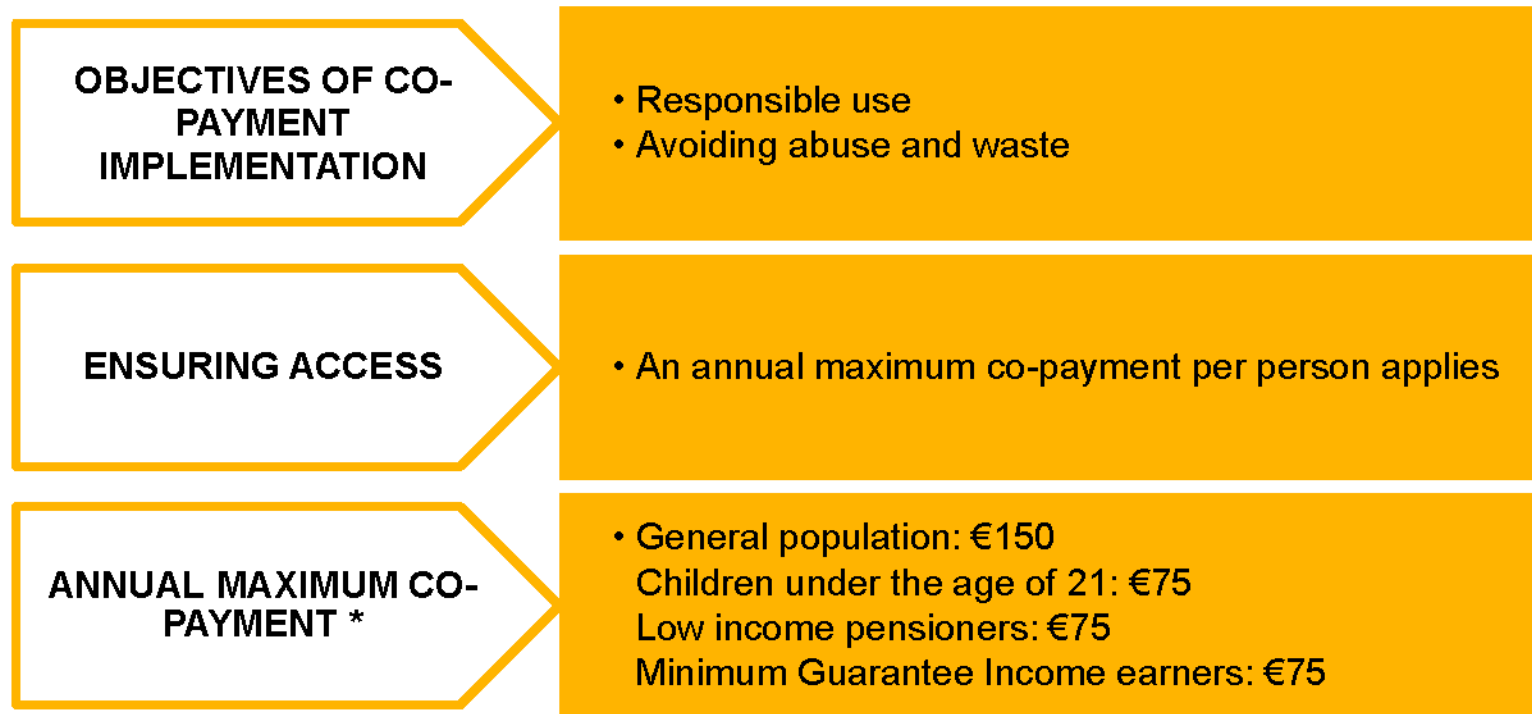 OBJECTIVES OF CO-
PAYMENT
IMPLEMENTATION
• Responsible use
• Avoiding abuse and waste
ENSURING ACCESS
• An annual maximum co-payment per person applies
ANNUAL MAXIMUM CO-
PAYMENT *
• General population: €150
Children under the age of 21: €75
Low income pensioners: €75
Minimum Guarantee Income earners: €75